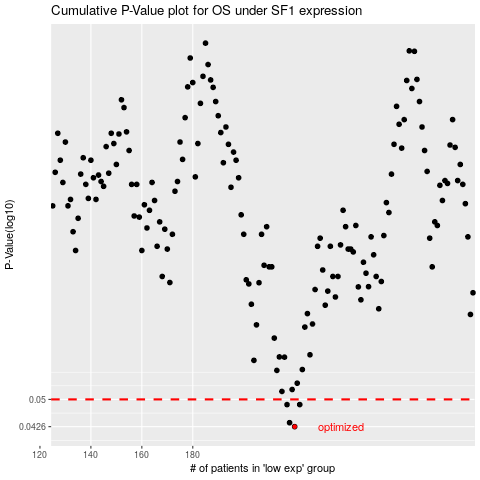 Cumulative P-Value plot for OS under SF1 expression
P-Value(log10)
0.05
0.0426
optimized
120 140 160 180
# of patients in 'low exp' group